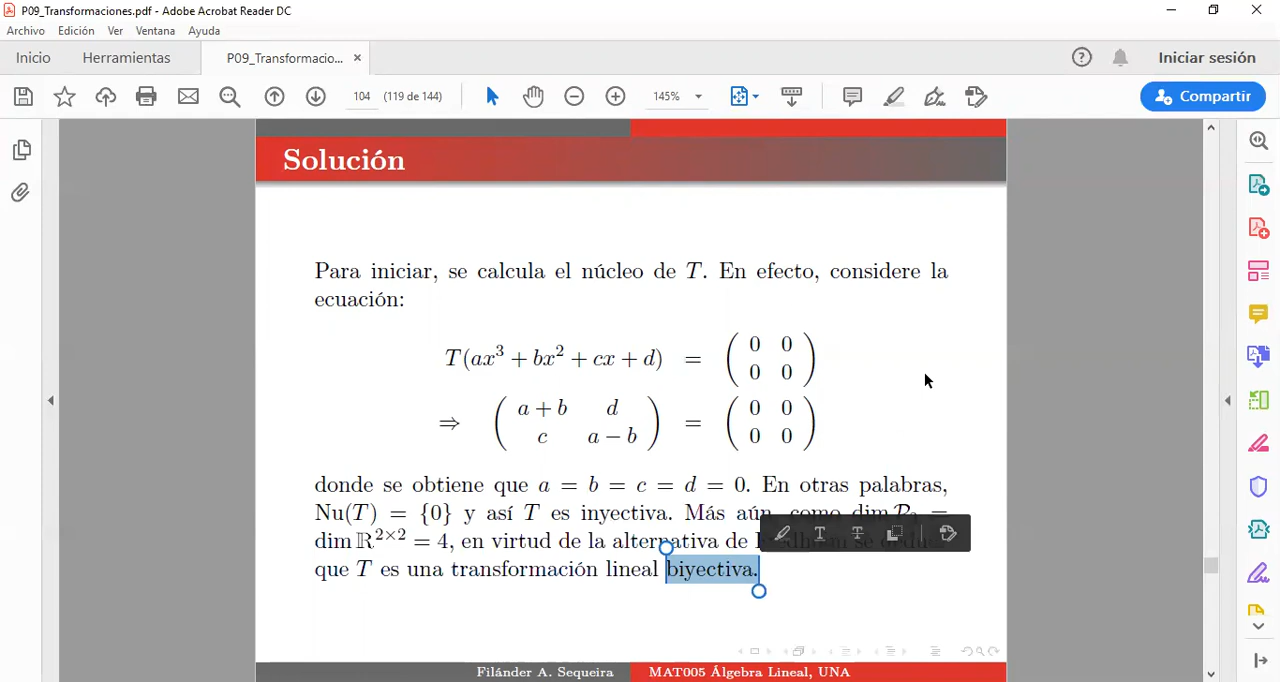 P09_Transformaciones.pdf - Adobe Acrobat Reader DC
Archivo Edición Ver Ventana Ayuda
Inicio Herramientas P09_Transformacio... × Iniciar sesión
104 (119 de 144) 145% Compartir
Solución
Para iniciar, se calcula el núcleo de T. En efecto, considere la
ecuación:
T(ax³ + bx² + cx + d) = ( 0 0
0 0 )
⇒ ( a + b d
c a − b ) = ( 0 0
0 0 )
donde se obtiene que a = b = c = d = 0. En otras palabras,
Nu(T) = {0} y así T es inyectiva. Más aún, como dim =
dim ℝ²ˣ² = 4, en virtud de la alternativa de
que T es una transformación lineal biyectiva.
Filánder A. Sequeira MAT005 Álgebra Lineal, UNA